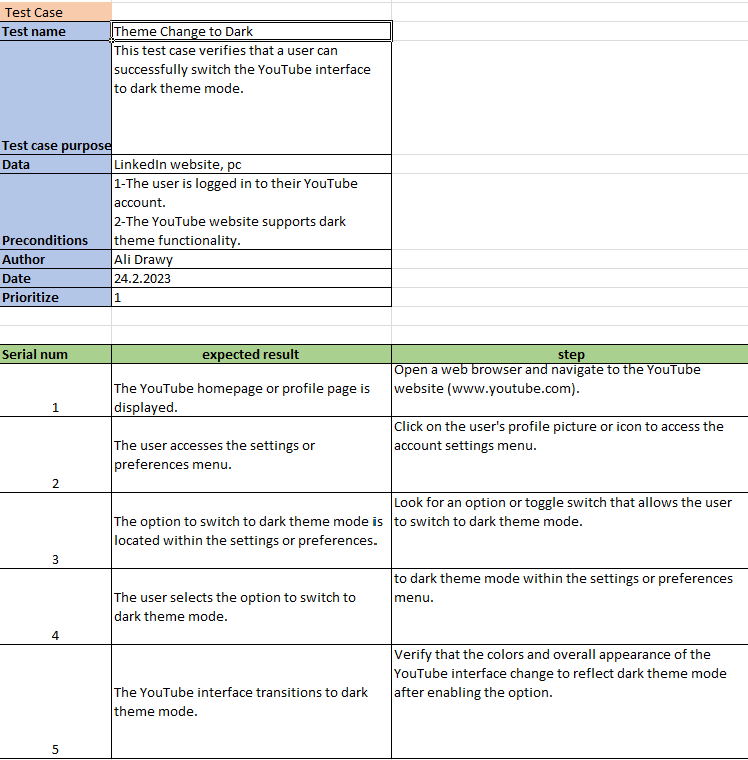 Test Case
Test name
Theme Change to Dark
This test case verifies that a user can
successfully switch the YouTube interface
to dark theme mode.
Test case purpose
Data
LinkedIn website, pc
1-The user is logged in to their YouTube
account.
2-The YouTube website supports dark
theme functionality.
Preconditions
Author
Ali Drawy
Date
24.2.2023
Prioritize
1
Serial num
expected result
step
1
The YouTube homepage or profile page is
displayed.
Open a web browser and navigate to the YouTube
website (www.youtube.com).
2
The user accesses the settings or
preferences menu.
Click on the user's profile picture or icon to access the
account settings menu.
3
The option to switch to dark theme mode is
located within the settings or preferences.
Look for an option or toggle switch that allows the user
to switch to dark theme mode.
4
The user selects the option to switch to
dark theme mode.
to dark theme mode within the settings or preferences
menu.
5
The YouTube interface transitions to dark
theme mode.
Verify that the colors and overall appearance of the
YouTube interface change to reflect dark theme mode
after enabling the option.